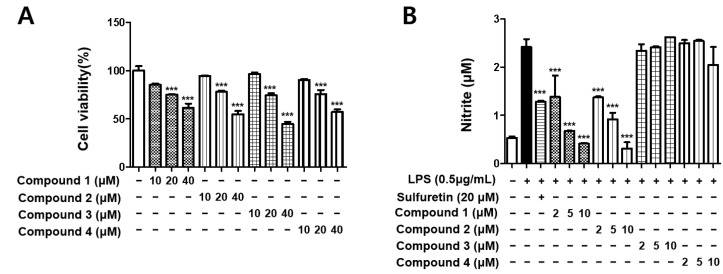 A
Cell viability(%)
150
100
50
0
*** *** *** *** *** *** *** ***
Compound 1 (μM) – 10 20 40 – – – – – – – – –
Compound 2 (μM) – – – – 10 20 40 – – – – – –
Compound 3 (μM) – – – – – – – 10 20 40 – – –
Compound 4 (μM) – – – – – – – – – – 10 20 40
B
Nitrite (μM)
3
2
1
0
*** *** *** *** *** *** ***
LPS (0.5μg/mL) – + + + + + + + + + + + + + +
Sulfuretin (20 μM) – – + – – – – – – – – – – – –
Compound 1 (μM) – – – 2 5 10 – – – – – – – – –
Compound 2 (μM) – – – – – – 2 5 10 – – – – – –
Compound 3 (μM) – – – – – – – – – 2 5 10 – – –
Compound 4 (μM) – – – – – – – – – – – – 2 5 10